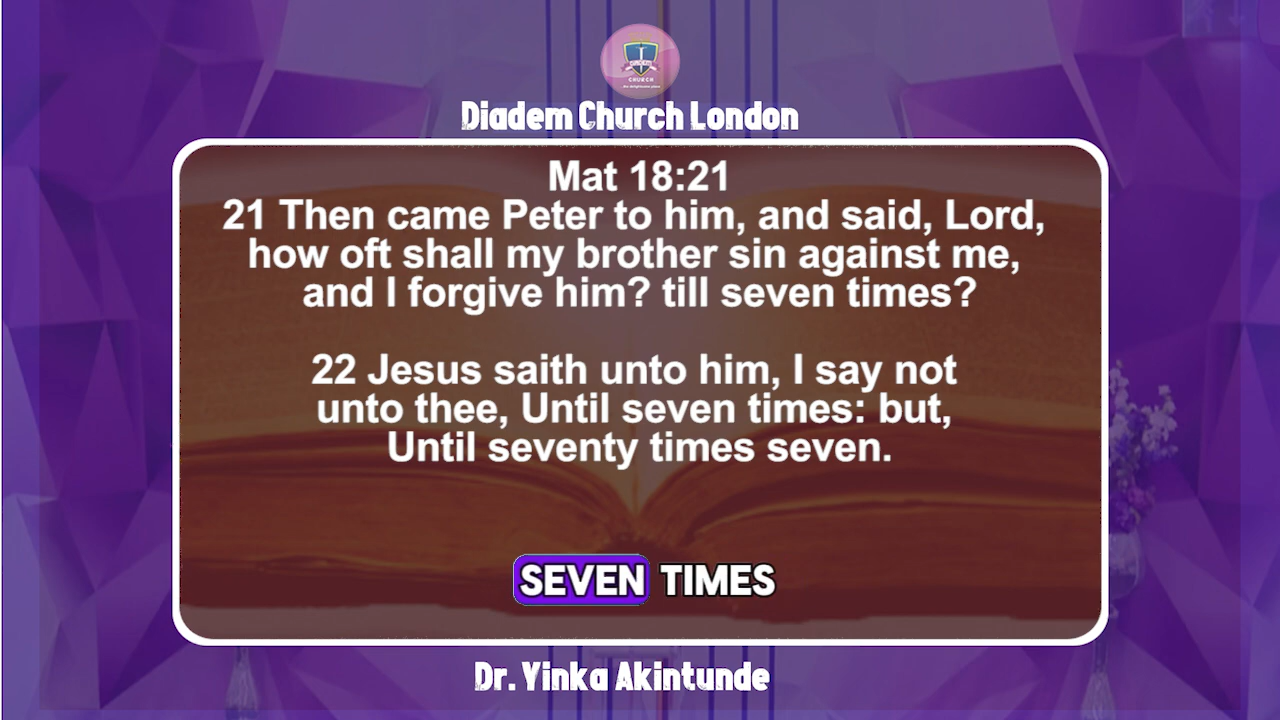 CHURCH
Diadem Church London
Mat 18:21
21 Then came Peter to him, and said, Lord,
how oft shall my brother sin against me,
and I forgive him? till seven times?
22 Jesus saith unto him, I say not
unto thee, Until seven times: but,
Until seventy times seven.
SEVEN TIMES
Dr. Yinka Akintunde